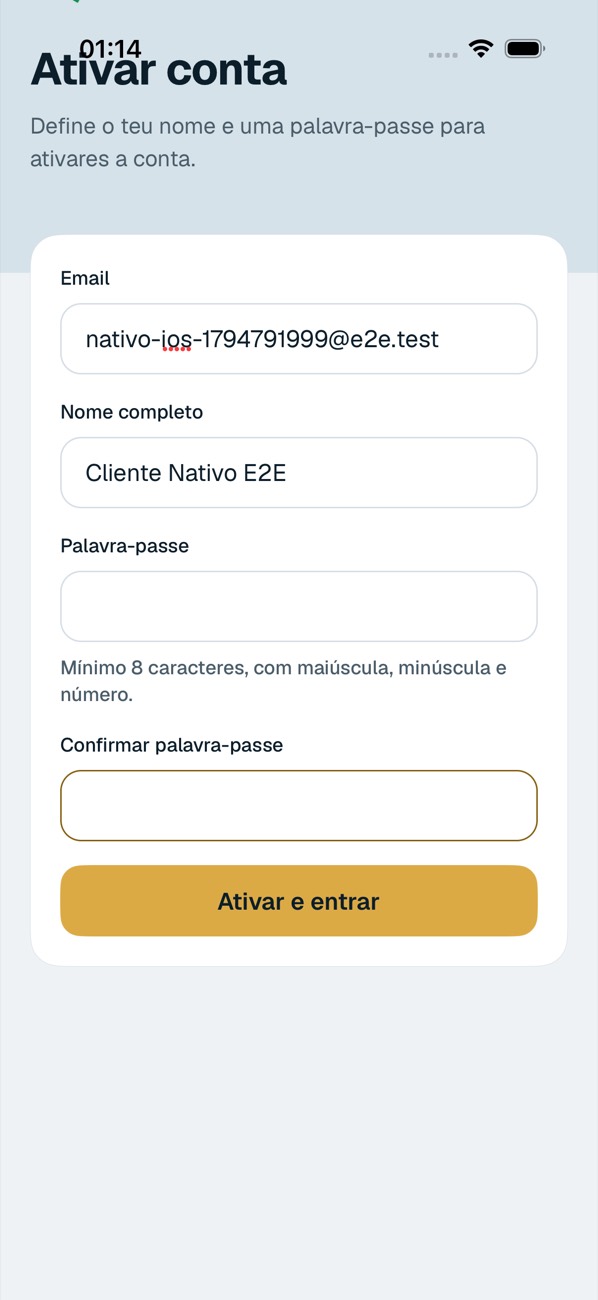 01:14
Ativar conta
Define o teu nome e uma palavra-passe para
ativares a conta.
Email
nativo-ios-1794791999@e2e.test
Nome completo
Cliente Nativo E2E
Palavra-passe
Mínimo 8 caracteres, com maiúscula, minúscula e
número.
Confirmar palavra-passe
Ativar e entrar